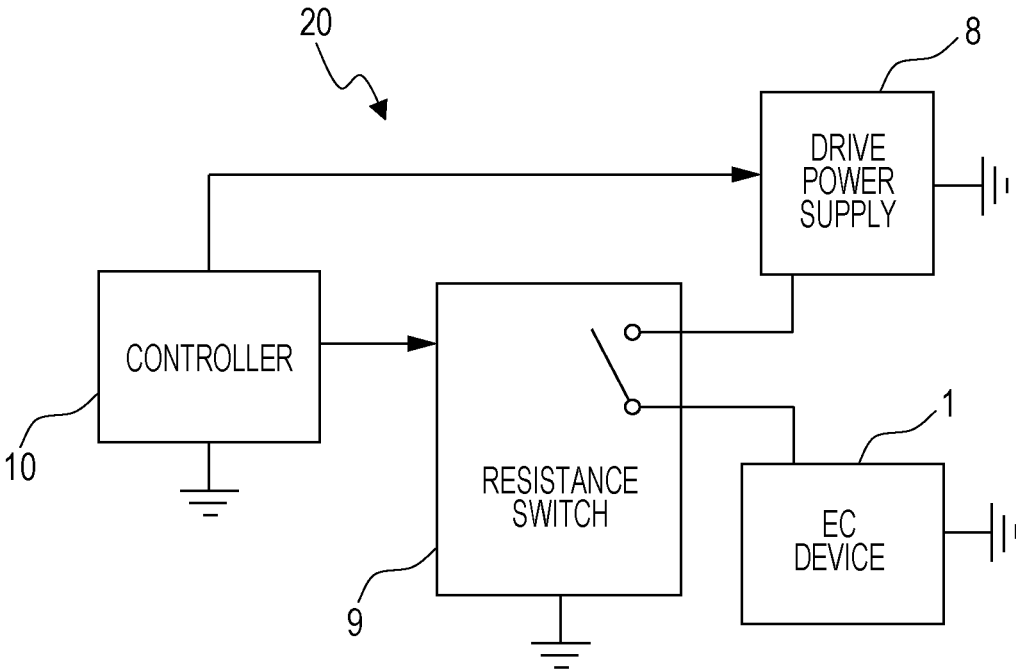 20
8
DRIVE
POWER
SUPPLY
CONTROLLER
10
1
RESISTANCE
SWITCH
EC
DEVICE
9